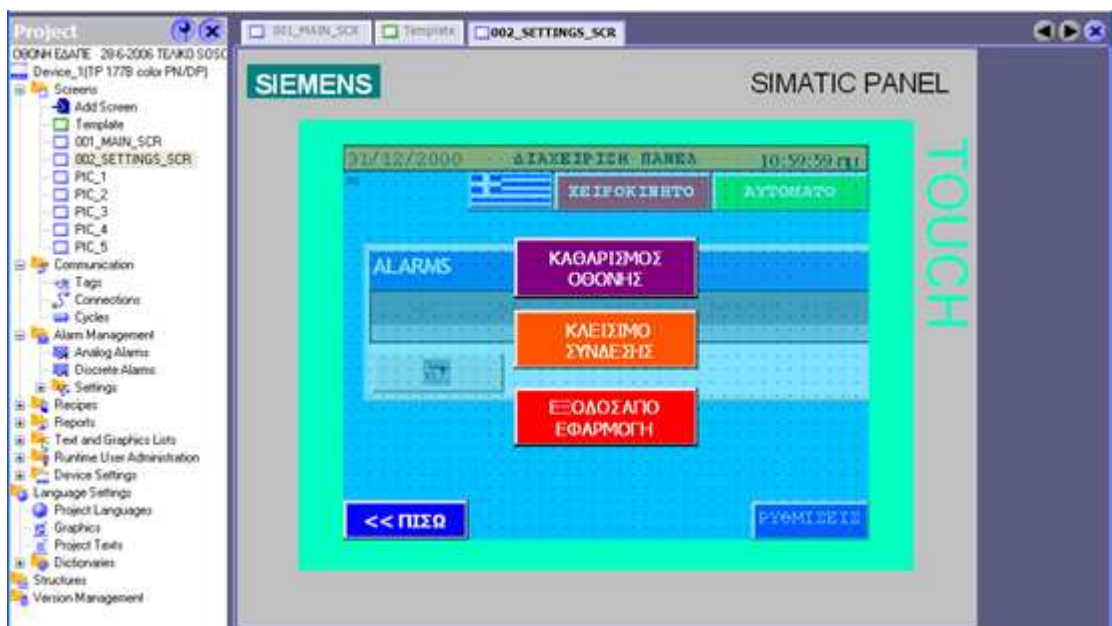 Project
001_MAIN_SCR
Template
002_SETTINGS_SCR
ΟΘΟΝΗ ΕΔΑΠΕ 28-6-2006 ΤΕΛΙΚΟ SOSO
Device_1(TP 177B color PN/DP)
Screens
Add Screen
Template
001_MAIN_SCR
002_SETTINGS_SCR
PIC_1
PIC_2
PIC_3
PIC_4
PIC_5
Communication
Tags
Connections
Cycles
Alarm Management
Analog Alarms
Discrete Alarms
Settings
Recipes
Reports
Text and Graphics Lists
Runtime User Administration
Device Settings
Language Settings
Project Languages
Graphics
Project Texts
Dictionaries
Structures
Version Management
SIEMENS
SIMATIC PANEL
TOUCH
31/12/2000
ΔΙΑΧΕΙΡΙΣΗ ΠΑΝΕΛ
10:59:59 πμ
ΧΕΙΡΟΚΙΝΗΤΟ
ΑΥΤΟΜΑΤΟ
ALARMS
ΚΑΘΑΡΙΣΜΟΣ
ΟΘΟΝΗΣ
ΚΛΕΙΣΙΜΟ
ΣΥΝΔΕΣΗΣ
ΕΞΟΔΟΣΑΠΟ
ΕΦΑΡΜΟΓΗ
<< ΠΙΣΩ
ΡΥΘΜΙΣΕΙΣ